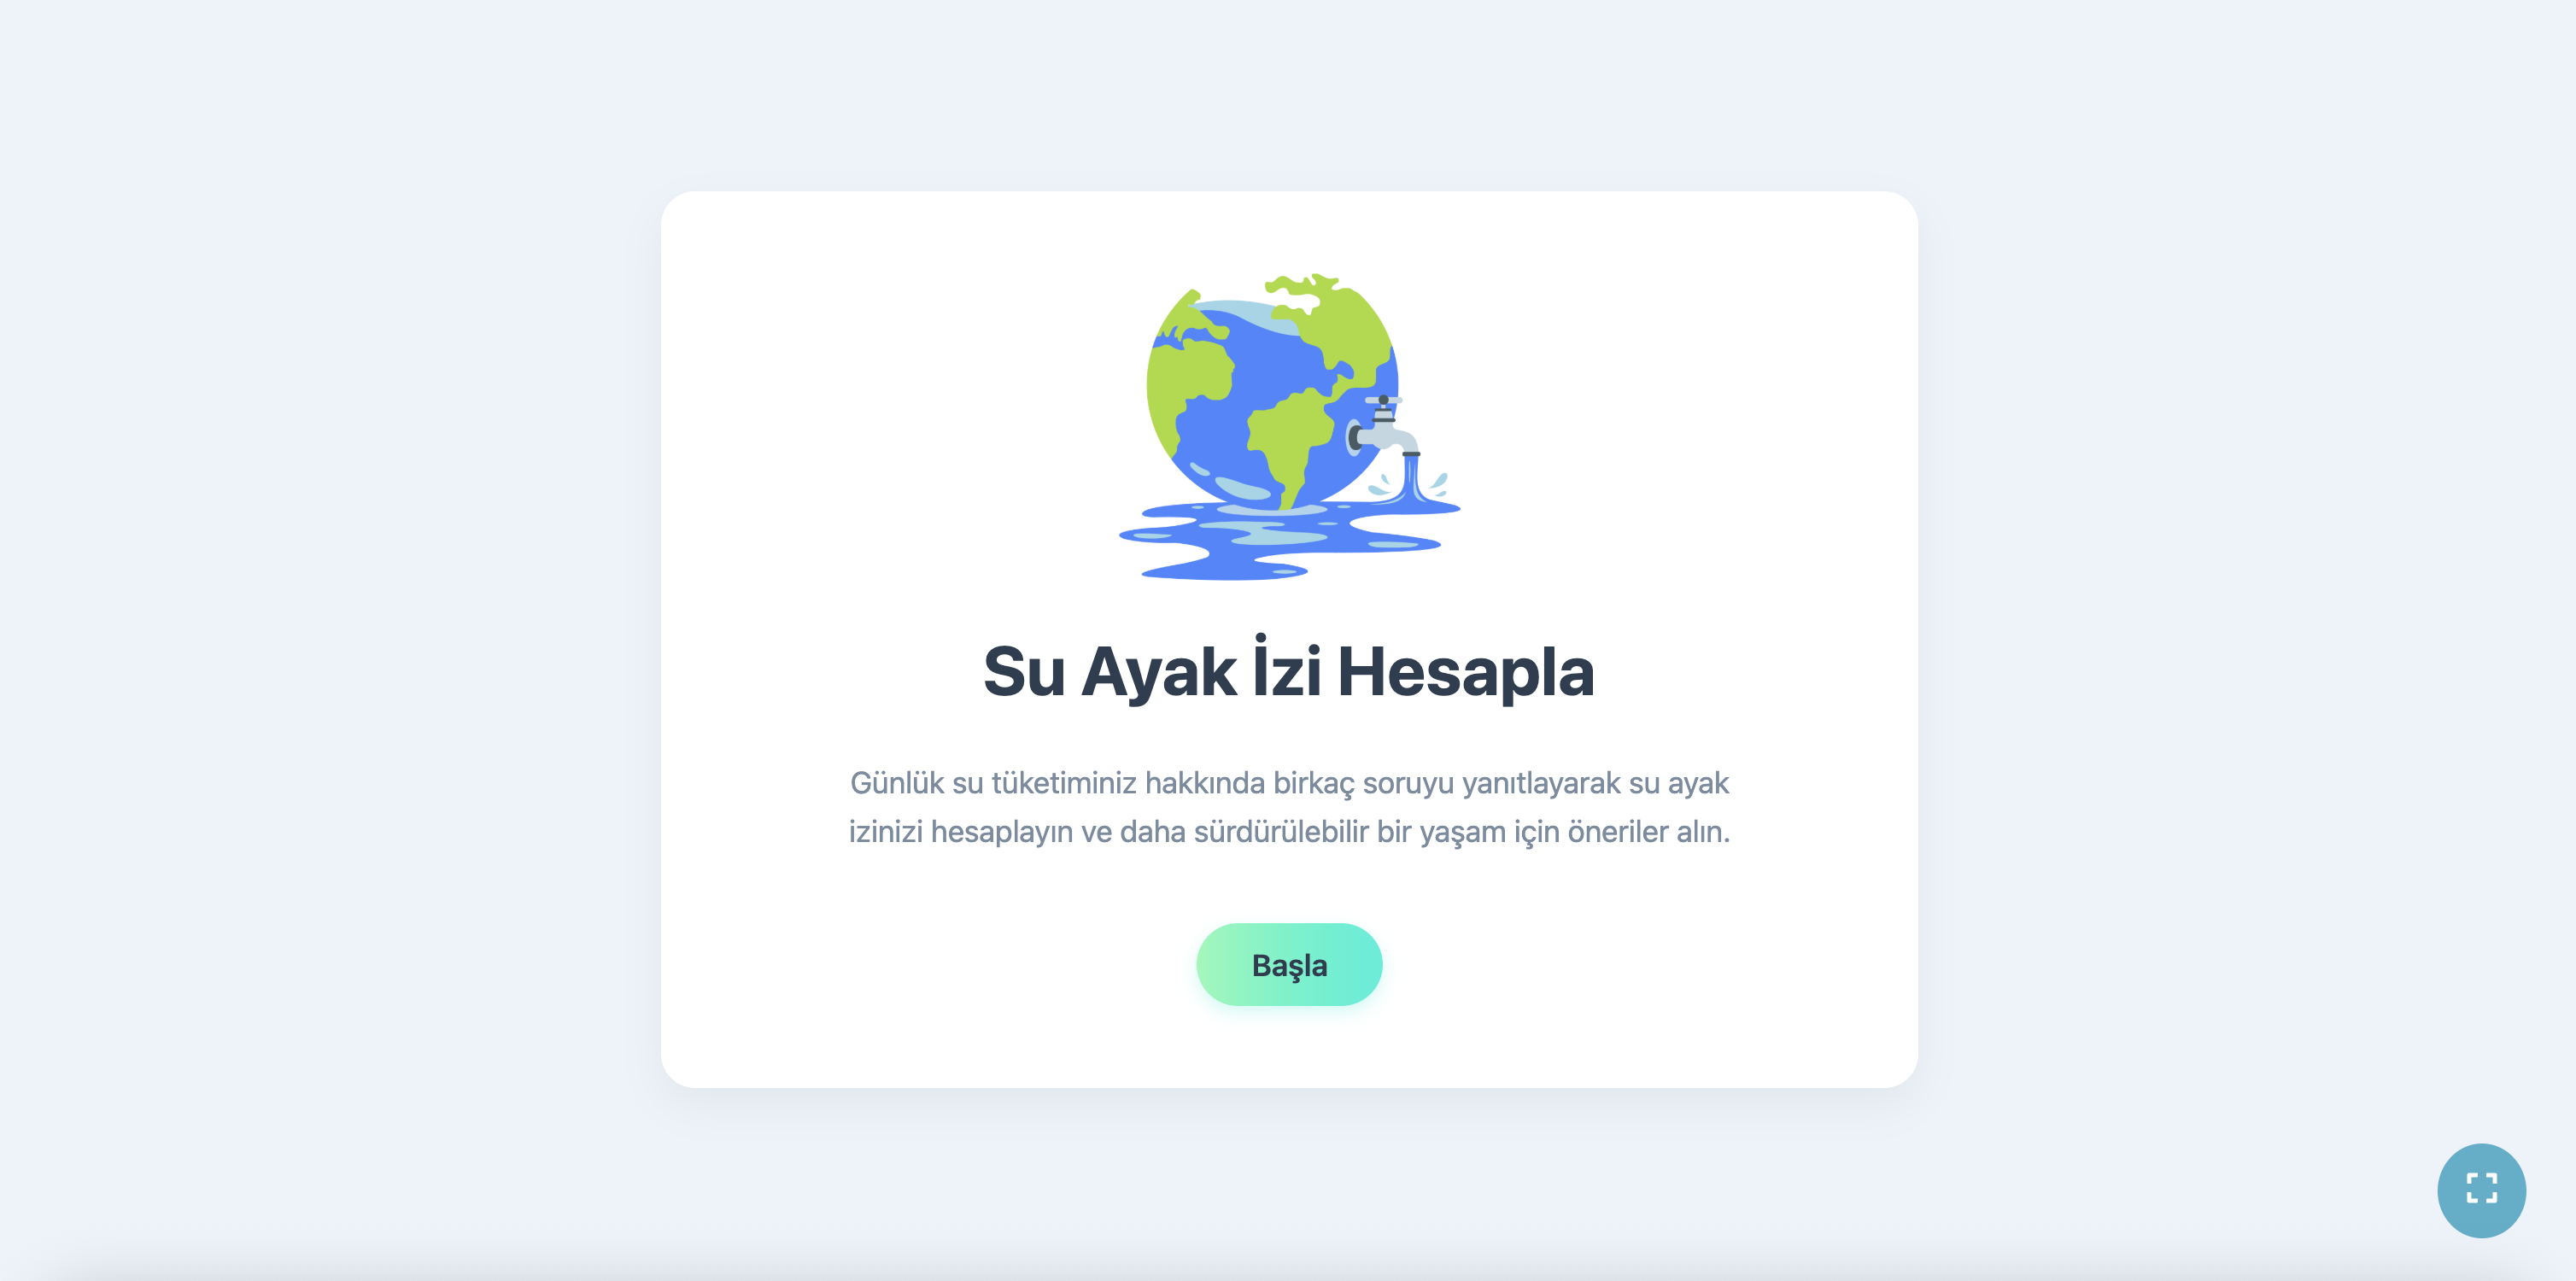 Su Ayak İzi Hesapla
Günlük su tüketiminiz hakkında birkaç soruyu yanıtlayarak su ayak
izinizi hesaplayın ve daha sürdürülebilir bir yaşam için öneriler alın.
Başla